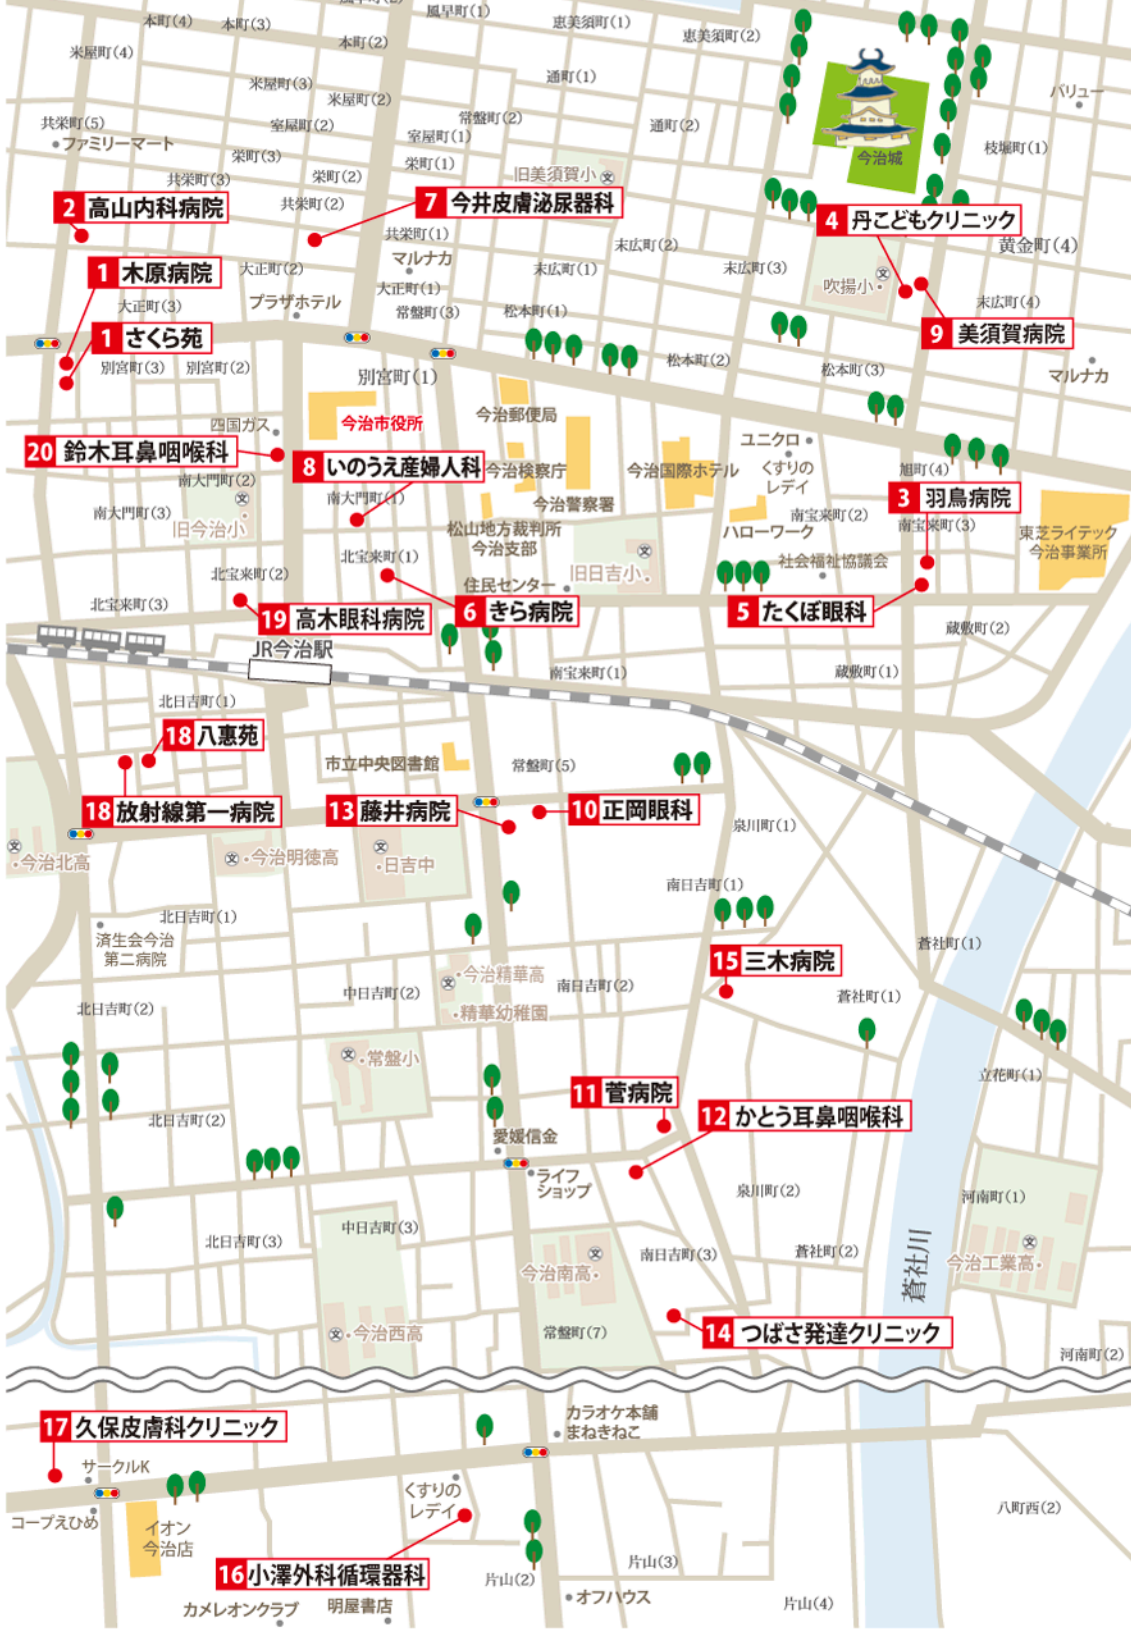 風早町(2)
風早町(1)
本町(4)
本町(3)
恵美須町(1)
恵美須町(2)
本町(2)
米屋町(4)
通町(1)
米屋町(3)
バリュー
米屋町(2)
共栄町(5)
室屋町(2)
常盤町(2)
通町(2)
ファミリーマート
室屋町(1)
枝堀町(1)
栄町(3)
栄町(1)
今治城
共栄町(3)
栄町(2)
旧美須賀小
文
2 高山内科病院
共栄町(2)
7 今井皮膚泌尿器科
4 丹こどもクリニック
共栄町(1)
末広町(2)
黄金町(4)
マルナカ
1 木原病院
大正町(2)
末広町(1)
末広町(3)
文
吹揚小
大正町(1)
大正町(3)
プラザホテル
常盤町(3)
松本町(1)
末広町(4)
1 さくら苑
9 美須賀病院
別宮町(3)
別宮町(2)
別宮町(1)
松本町(2)
松本町(3)
マルナカ
四国ガス
今治市役所
今治郵便局
ユニクロ
20 鈴木耳鼻咽喉科
8 いのうえ産婦人科
今治検察庁
今治国際ホテル
くすりの
レディ
旭町(4)
南大門町(2)
文
南大門町(1)
今治警察署
3 羽鳥病院
南大門町(3)
旧今治小
松山地方裁判所
今治支部
ハローワーク
南宝来町(2)
南宝来町(3)
東芝ライテック
今治事業所
北宝来町(1)
文
旧日吉小
社会福祉協議会
北宝来町(2)
住民センター
北宝来町(3)
19 高木眼科病院
6 きら病院
5 たくぼ眼科
蔵敷町(2)
JR今治駅
南宝来町(1)
蔵敷町(1)
北日吉町(1)
18 八惠苑
市立中央図書館
常盤町(5)
18 放射線第一病院
13 藤井病院
10 正岡眼科
泉川町(1)
文
今治北高
文
今治明徳高
文
日吉中
南日吉町(1)
北日吉町(1)
済生会今治
第二病院
蒼社町(1)
15 三木病院
文
今治精華高
中日吉町(2)
南日吉町(2)
蒼社町(1)
北日吉町(2)
精華幼稚園
文
常盤小
立花町(1)
11 菅病院
北日吉町(2)
12 かとう耳鼻咽喉科
愛媛信金
ライフ
ショップ
泉川町(2)
河南町(1)
中日吉町(3)
北日吉町(3)
文
今治南高
南日吉町(3)
蒼社町(2)
蒼社川
文
今治工業高
文
今治西高
常盤町(7)
14 つばさ発達クリニック
河南町(2)
17 久保皮膚科クリニック
カラオケ本舗
まねきねこ
サークルK
くすりの
レディ
コープえひめ
イオン
今治店
八町西(2)
16 小澤外科循環器科
片山(2)
片山(3)
オフハウス
片山(4)
カメレオンクラブ
明屋書店